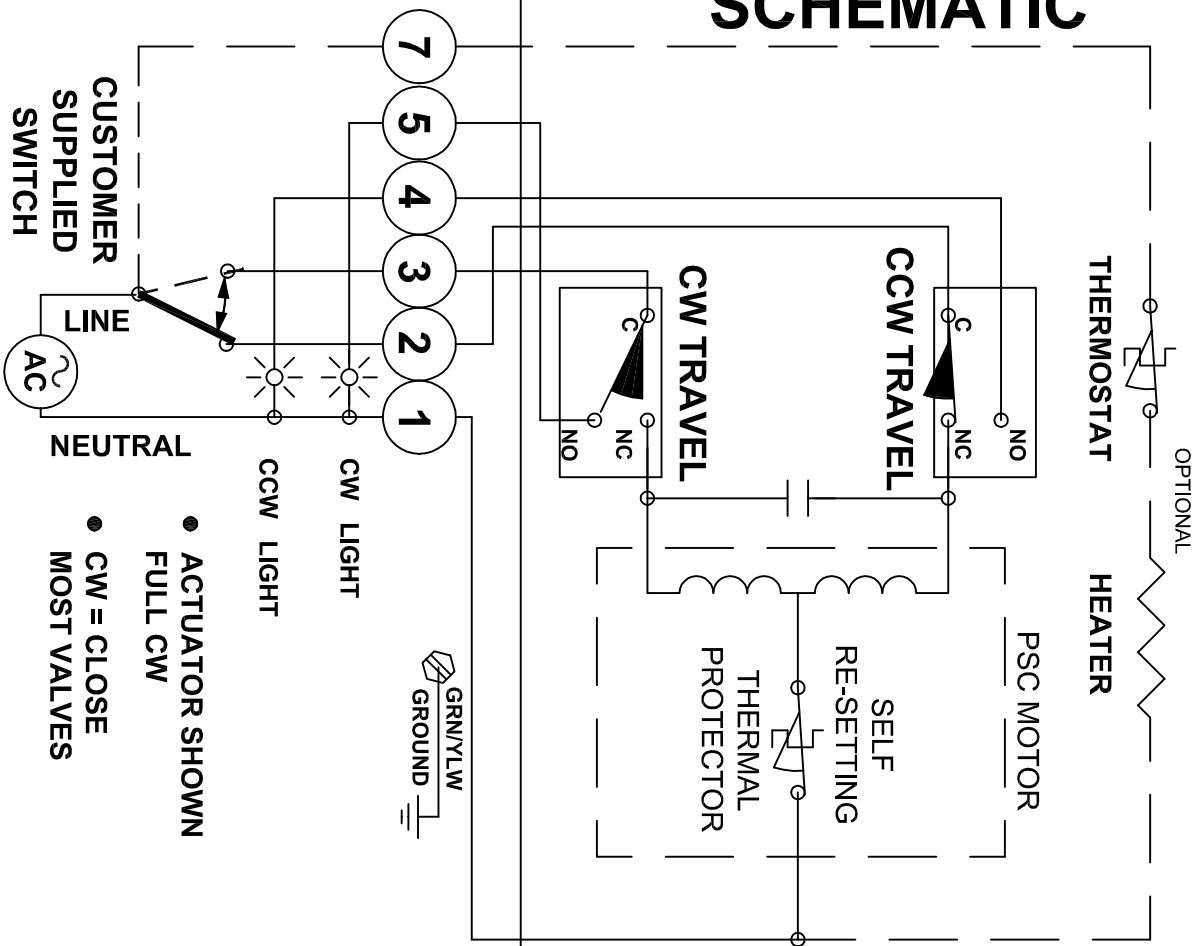 SCHEMATIC
7
5
4
3
2
1
CUSTOMER
SUPPLIED
SWITCH
LINE
AC
NEUTRAL
CW LIGHT
CCW LIGHT
ACTUATOR SHOWN
FULL CW
CW = CLOSE
MOST VALVES
GRN/YLW
GROUND
CW TRAVEL
C
NO
NC
CCW TRAVEL
C
NC
NO
THERMOSTAT
OPTIONAL
HEATER
PSC MOTOR
SELF
RE-SETTING
THERMAL
PROTECTOR